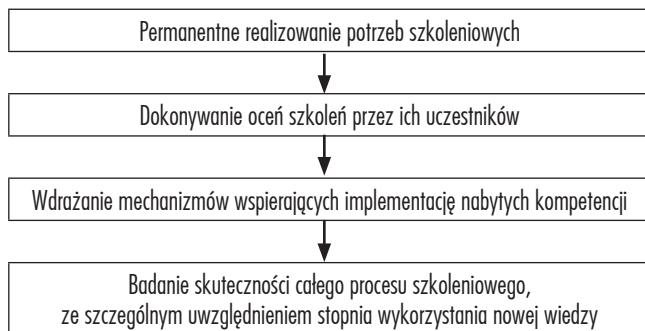 Permanentne realizowanie potrzeb szkoleniowych
Dokonywanie oceń szkoleń przez ich uczestników
Wdrażanie mechanizmów wspierających implementację nabytych kompetencji
Badanie skuteczności całego procesu szkoleniowego,
ze szczególnym uwzględnieniem stopnia wykorzystania nowej wiedzy